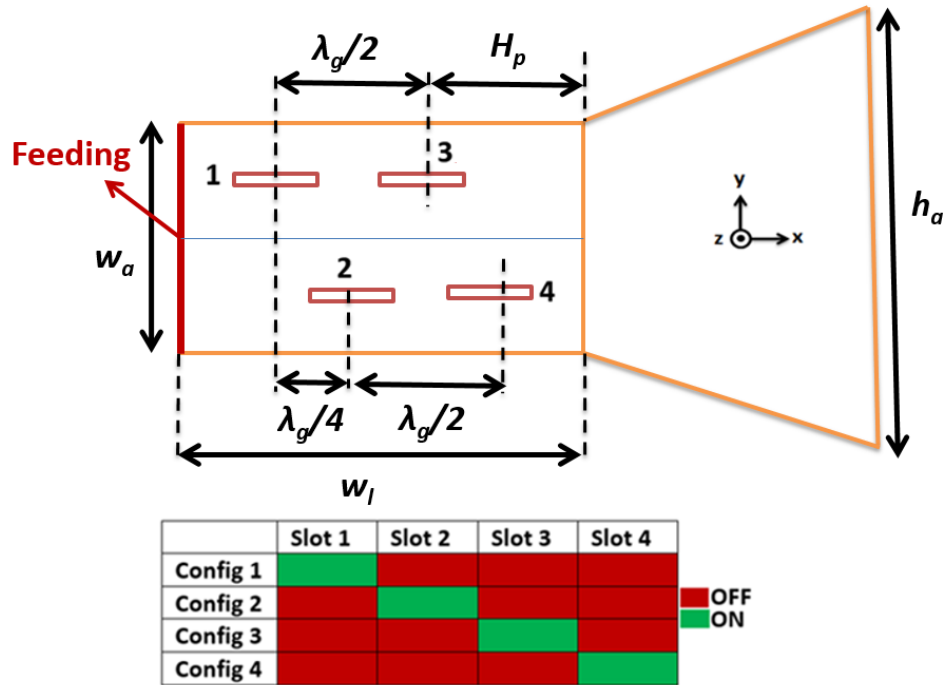 λg/2
Hp
Feeding
1
3
y
z
x
ha
wa
2
4
λg/4
λg/2
wl
Slot 1 Slot 2 Slot 3 Slot 4
Config 1
Config 2
Config 3
Config 4
OFF
ON